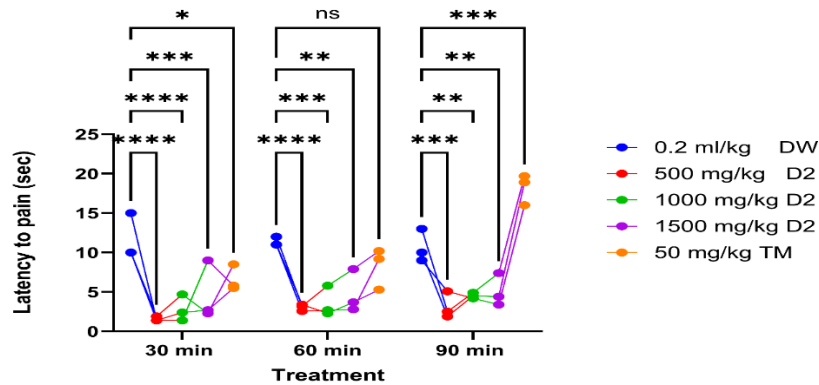 * ns ***
*** ** **
**** *** **
**** **** ***
25
20
15
10
5
0
Latency to pain (sec)
30 min 60 min 90 min
Treatment
0.2 ml/kg DW
500 mg/kg D2
1000 mg/kg D2
1500 mg/kg D2
50 mg/kg TM